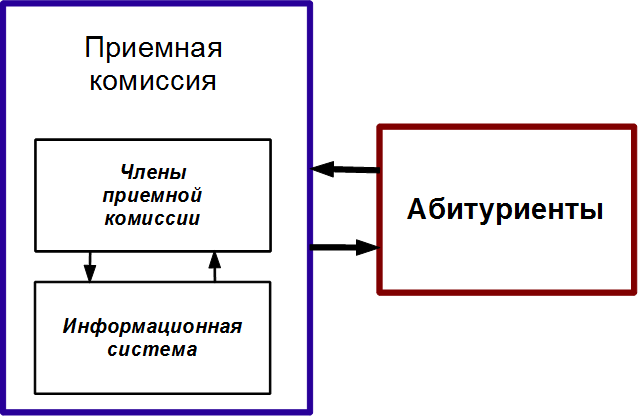 Приемная
комиссия
Члены
приемной
комиссии
Абитуриенты
Информационная
система